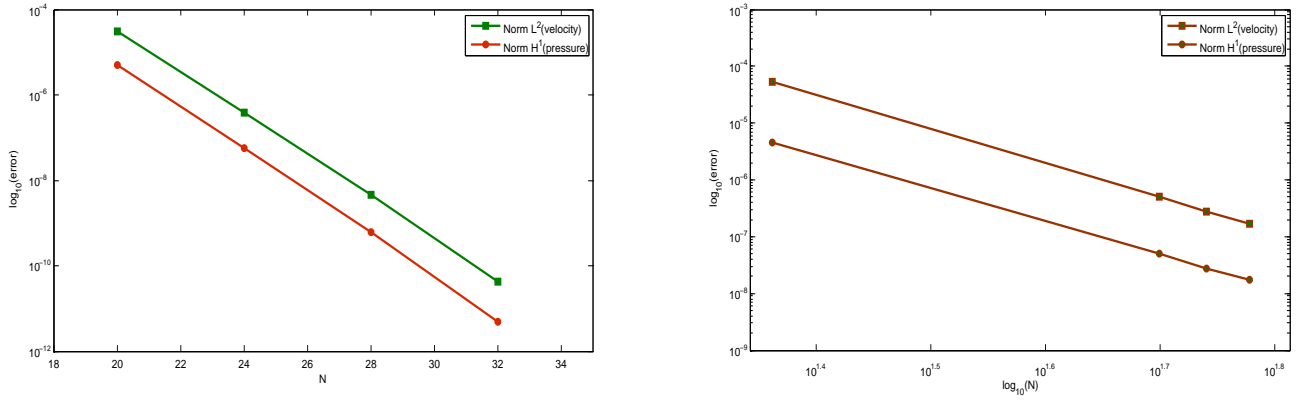 10^-4
10^-6
10^-8
10^-10
10^-12
log_10(error)
18 20 22 24 26 28 30 32 34
N
Norm L^2(velocity)
Norm H^1(pressure)
10^-3
10^-4
10^-5
10^-6
10^-7
10^-8
10^-9
log_10(error)
10^1.4 10^1.5 10^1.6 10^1.7 10^1.8
log_10(N)
Norm L^2(velocity)
Norm H^1(pressure)